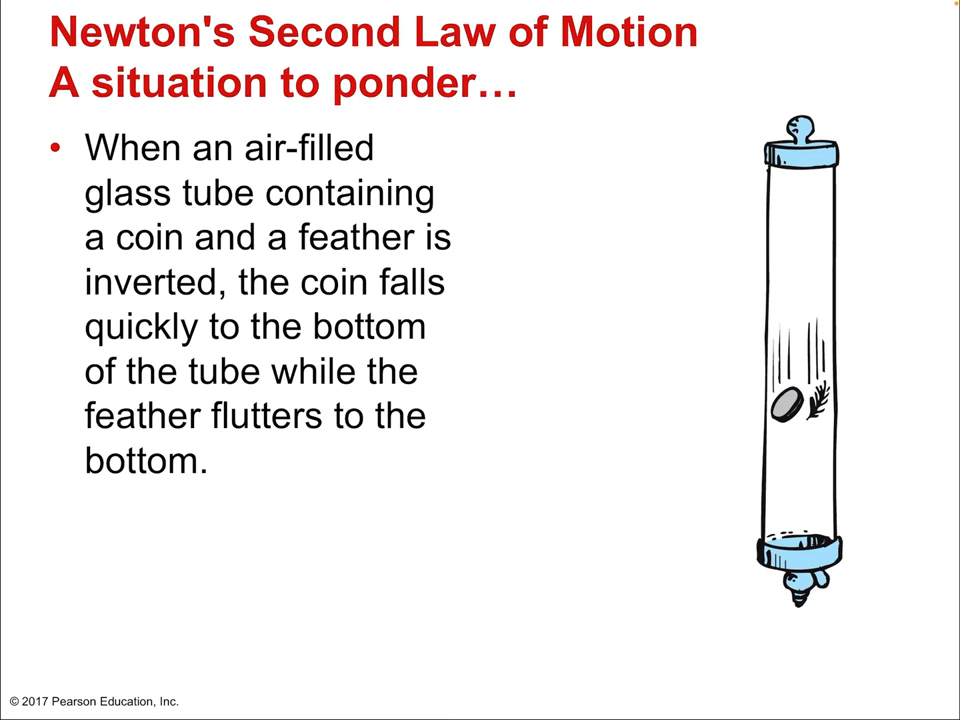 Newton's Second Law of Motion
A situation to ponder…
• When an air-filled
glass tube containing
a coin and a feather is
inverted, the coin falls
quickly to the bottom
of the tube while the
feather flutters to the
bottom.
© 2017 Pearson Education, Inc.